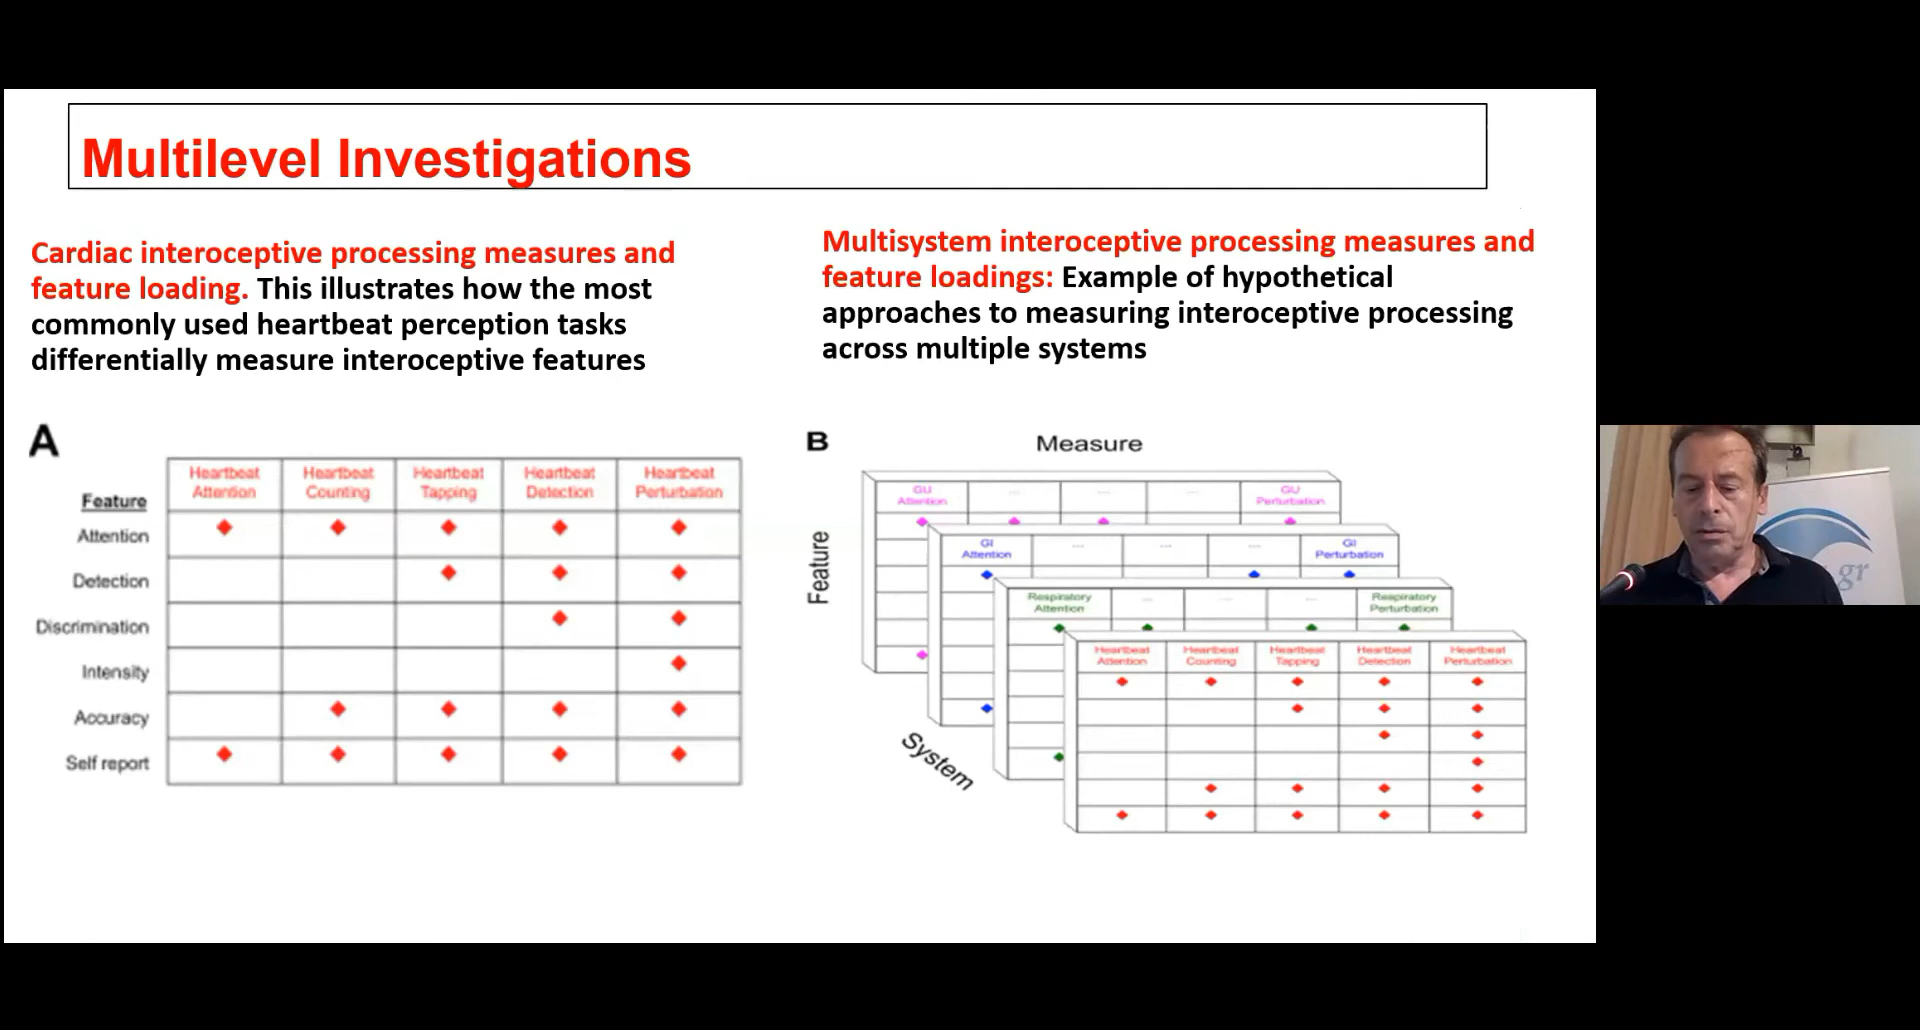 Multilevel Investigations
Cardiac interoceptive processing measures and
feature loading. This illustrates how the most
commonly used heartbeat perception tasks
differentially measure interoceptive features
Multisystem interoceptive processing measures and
feature loadings: Example of hypothetical
approaches to measuring interoceptive processing
across multiple systems
A
Feature
Heartbeat Attention
Heartbeat Counting
Heartbeat Tapping
Heartbeat Detection
Heartbeat Perturbation
Attention
Detection
Discrimination
Intensity
Accuracy
Self report
B
Measure
Feature
System
GU Attention
...
...
...
GU Perturbation
GI Attention
...
...
...
GI Perturbation
Respiratory Attention
...
...
...
Respiratory Perturbation
Heartbeat Attention
Heartbeat Counting
Heartbeat Tapping
Heartbeat Detection
Heartbeat Perturbation
.gr